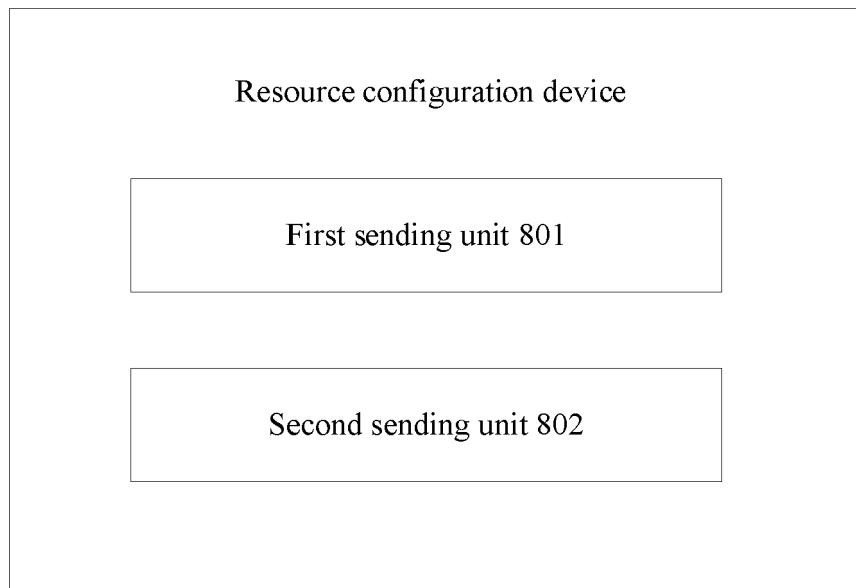 Resource configuration device
First sending unit 801
Second sending unit 802